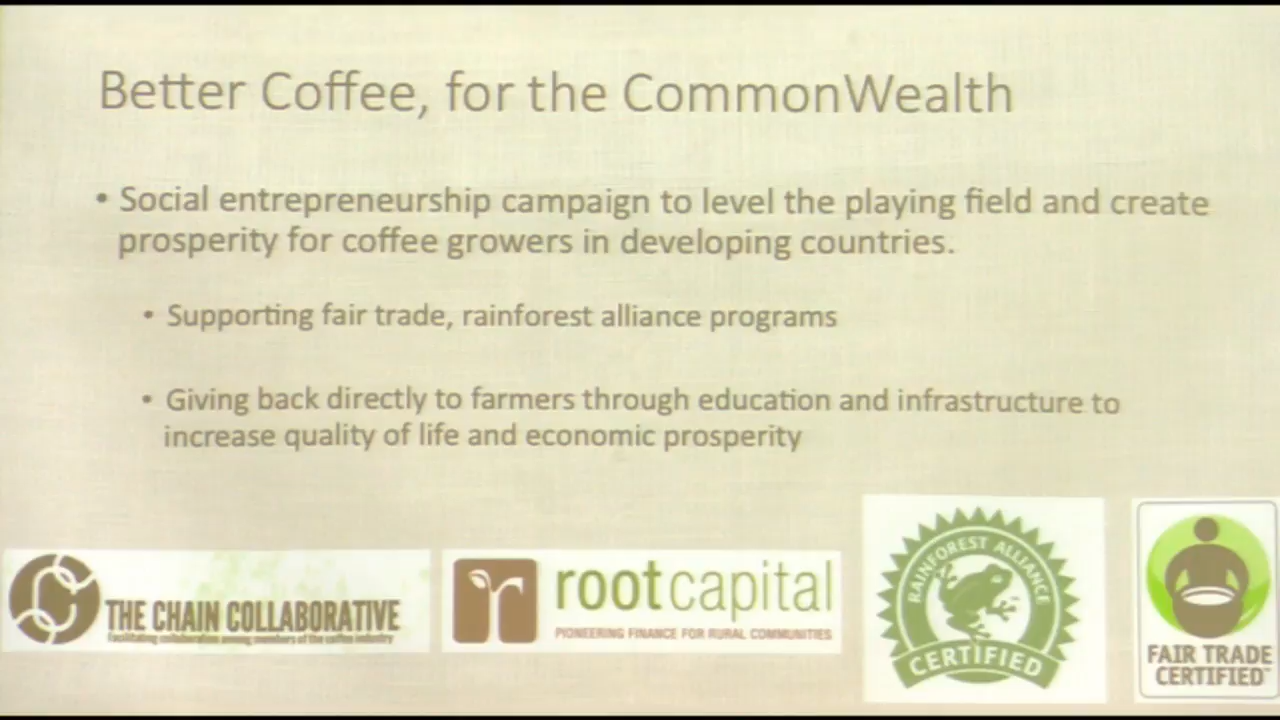 Better Coffee, for the CommonWealth
• Social entrepreneurship campaign to level the playing field and create
prosperity for coffee growers in developing countries.
• Supporting fair trade, rainforest alliance programs
• Giving back directly to farmers through education and infrastructure to
increase quality of life and economic prosperity
THE CHAIN COLLABORATIVE
Facilitating collaboration among members of the coffee industry
rootcapital
PIONEERING FINANCE FOR RURAL COMMUNITIES
RAINFOREST ALLIANCE
CERTIFIED
FAIR TRADE
CERTIFIED™